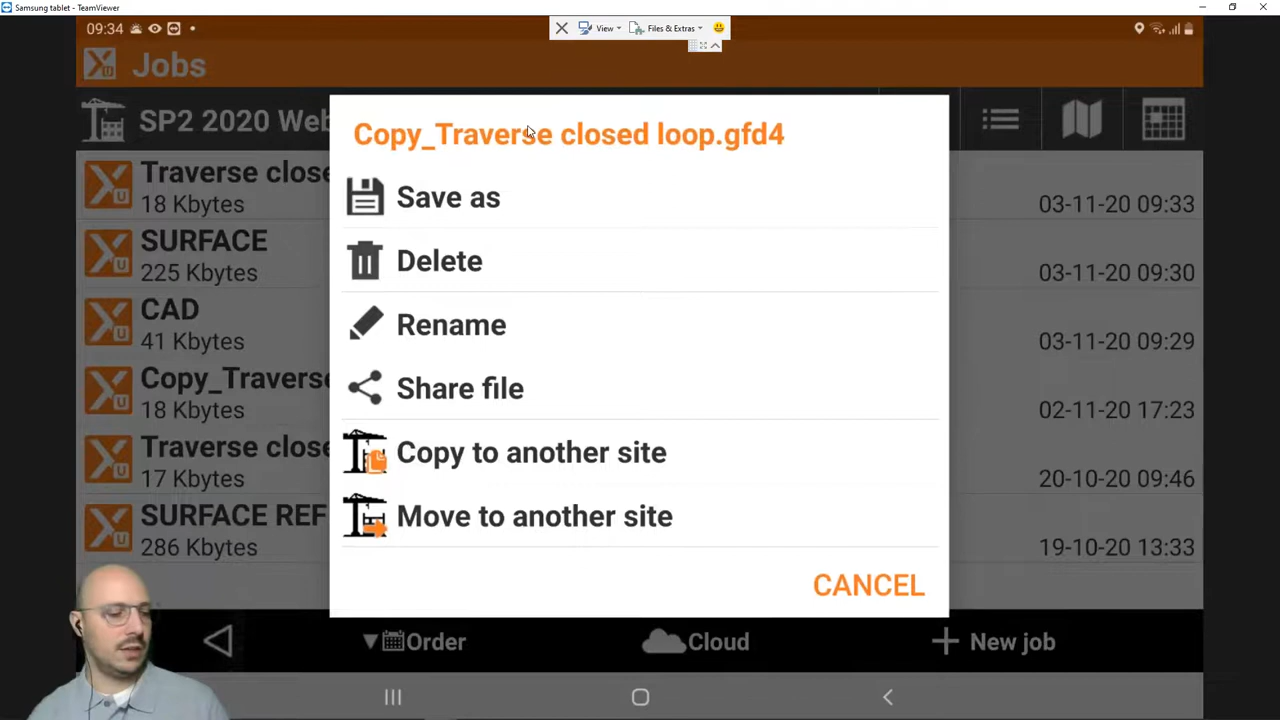 Samsung tablet - TeamViewer
View
Files & Extras
09:34
Jobs
SP2 2020 Web
Copy_Traverse closed loop.gfd4
Save as
Delete
Rename
Share file
Copy to another site
Move to another site
CANCEL
Traverse close
18 Kbytes
03-11-20 09:33
SURFACE
225 Kbytes
03-11-20 09:30
CAD
41 Kbytes
03-11-20 09:29
Copy_Traverse
18 Kbytes
02-11-20 17:23
Traverse close
17 Kbytes
20-10-20 09:46
SURFACE REF
286 Kbytes
19-10-20 13:33
Order
Cloud
New job